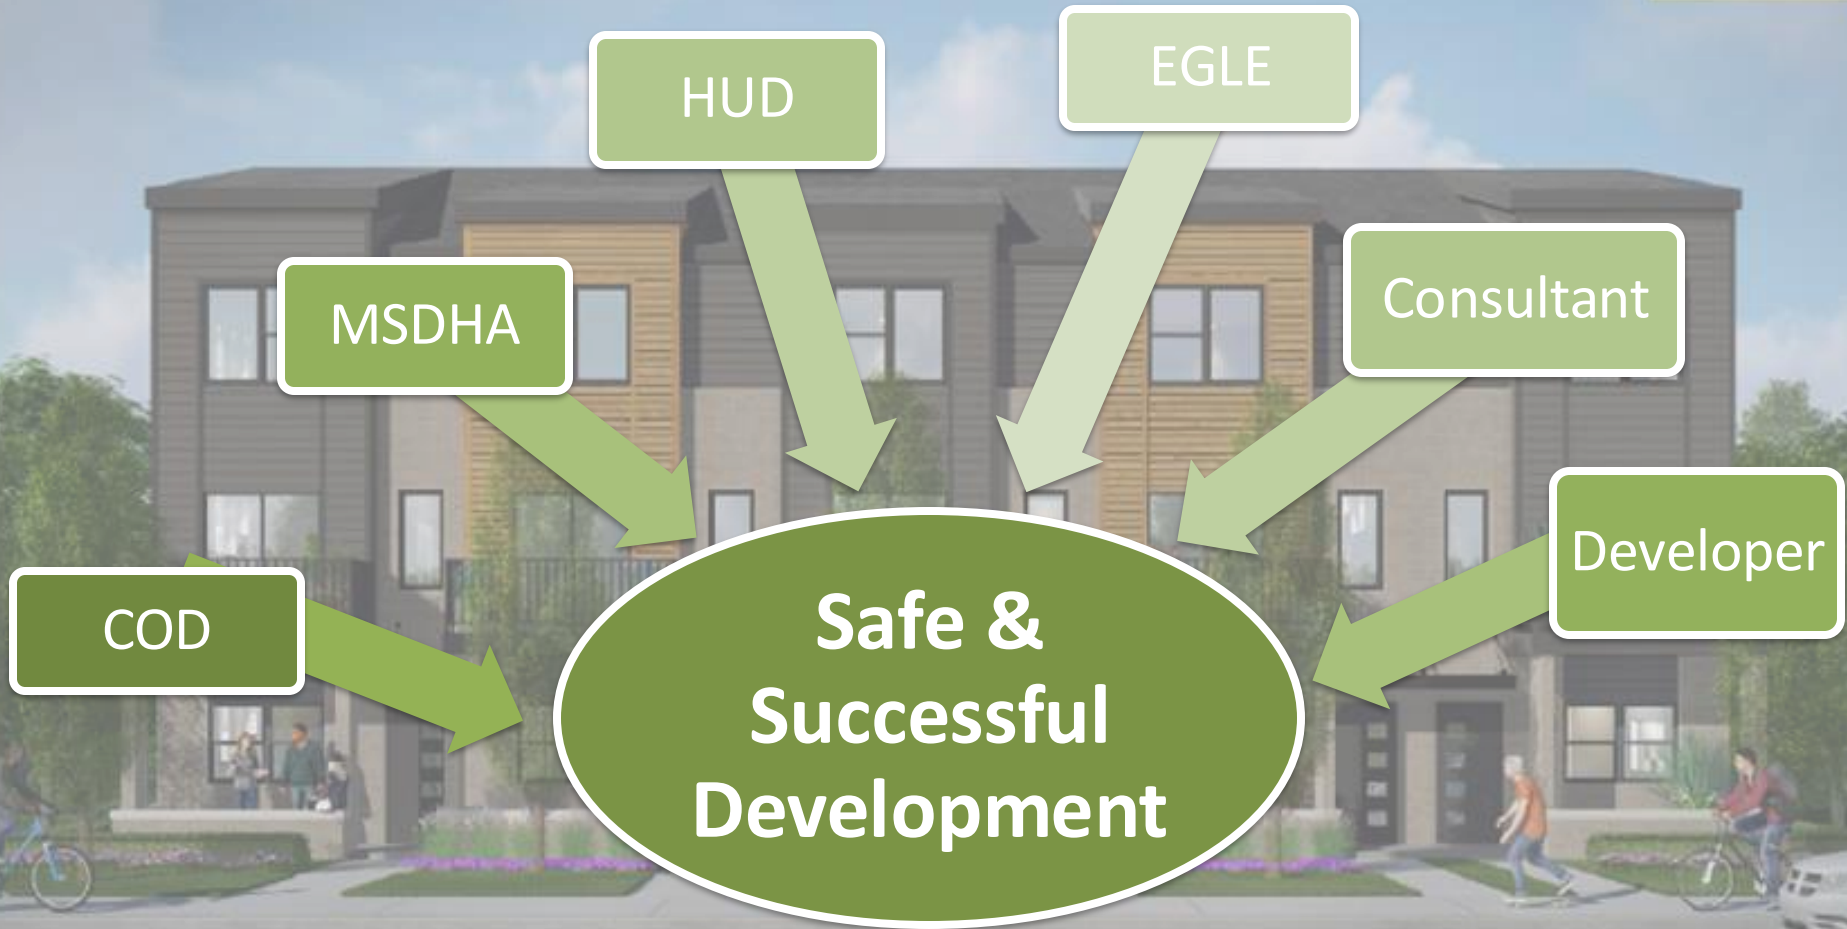 HUD
EGLE
MSDHA
Consultant
COD
Developer
Safe &
Successful
Development